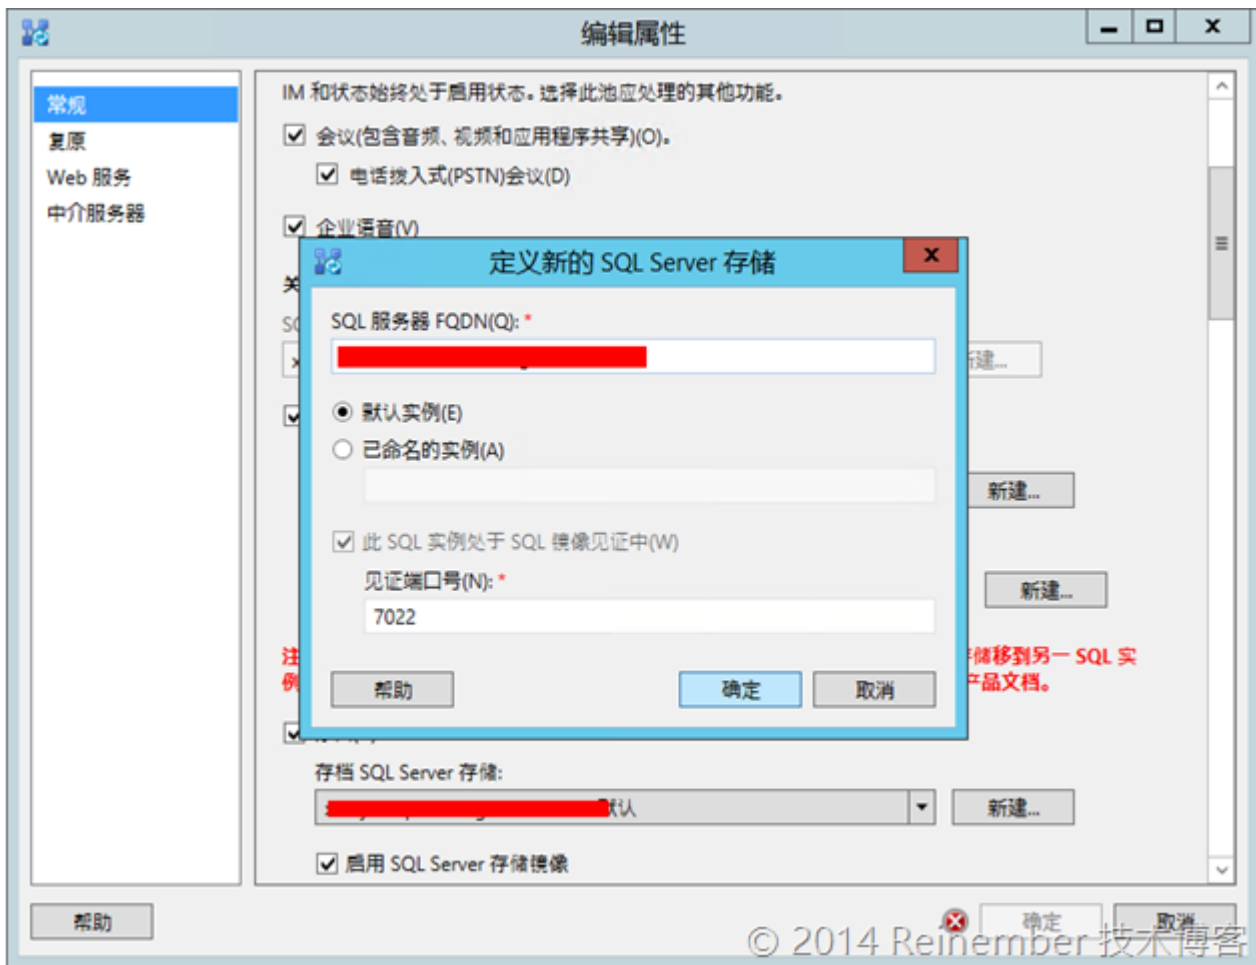 编辑属性
常规
复原
Web 服务
中介服务器
IM 和状态始终处于启用状态。选择此池应处理的其他功能。
会议(包含音频、视频和应用程序共享)(O)。
电话拨入式(PSTN)会议(D)
企业语音(V)
关
SQ
新建...
新建...
新建...
定义新的 SQL Server 存储
SQL 服务器 FQDN(Q): *
默认实例(E)
已命名的实例(A)
此 SQL 实例处于 SQL 镜像见证中(W)
见证端口号(N): *
7022
帮助
确定
取消
注
储移到另一 SQL 实
例
产品文档。
存档 SQL Server 存储:
默认
新建...
启用 SQL Server 存储镜像
帮助
确定
取消
© 2014 Reinember 技术博客